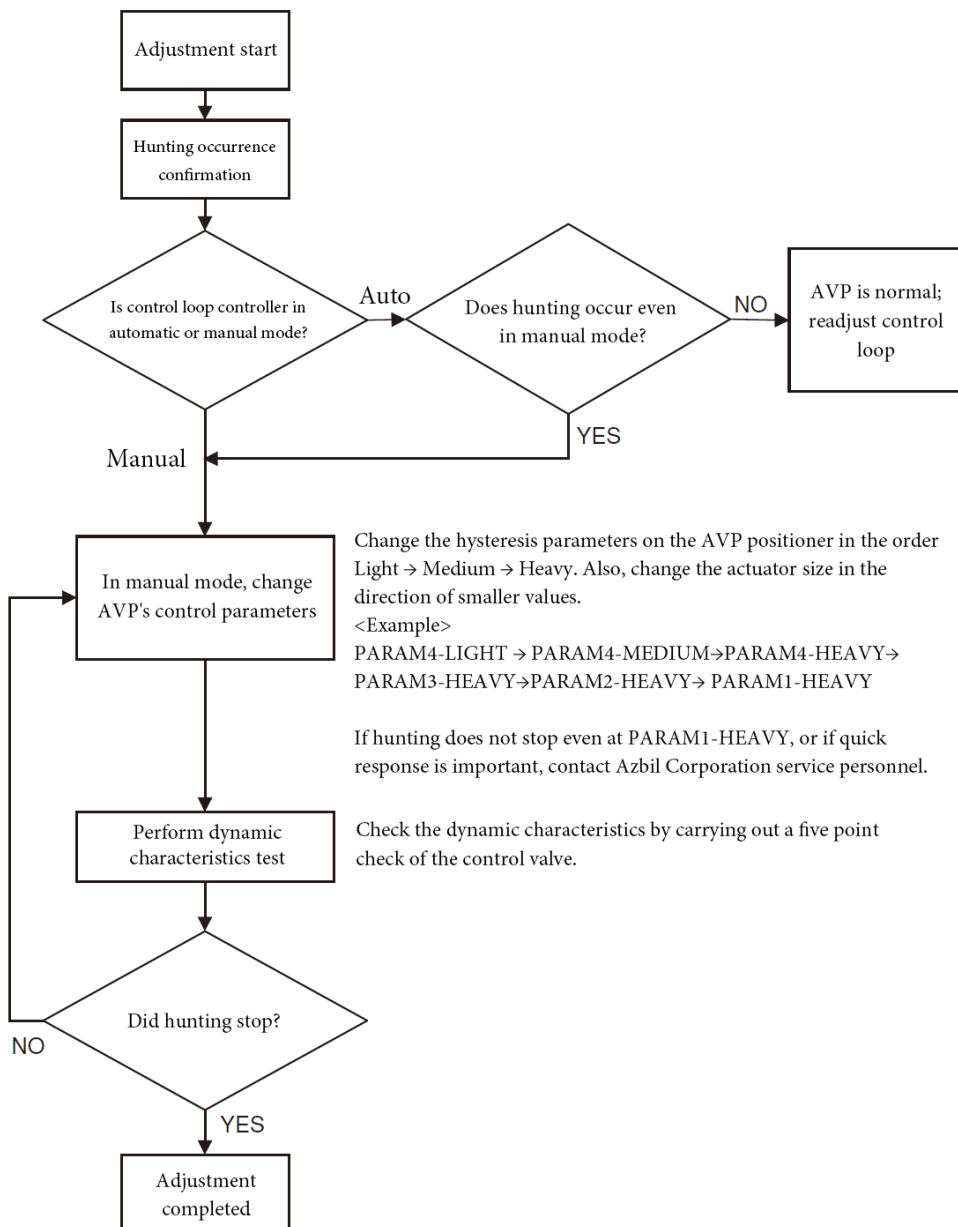 Adjustment start
Hunting occurrence
confirmation
Is control loop controller in
automatic or manual mode?
Auto
Does hunting occur even
in manual mode?
NO
AVP is normal;
readjust control
loop
YES
Manual
In manual mode, change
AVP's control parameters
Change the hysteresis parameters on the AVP positioner in the order
Light → Medium → Heavy. Also, change the actuator size in the
direction of smaller values.
<Example>
PARAM4-LIGHT → PARAM4-MEDIUM→PARAM4-HEAVY→
PARAM3-HEAVY→PARAM2-HEAVY→ PARAM1-HEAVY
If hunting does not stop even at PARAM1-HEAVY, or if quick
response is important, contact Azbil Corporation service personnel.
Perform dynamic
characteristics test
Check the dynamic characteristics by carrying out a five point
check of the control valve.
Did hunting stop?
NO
YES
Adjustment
completed